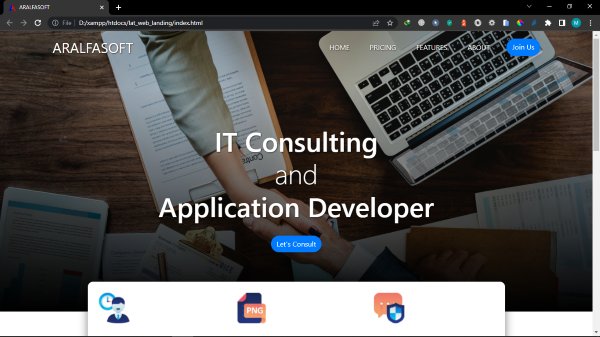 ARALFASOFT
File
D:/xampp/htdocs/lat_web_landing/index.html
M
ARALFASOFT
HOME
PRICING
FEATURES
ABOUT
Join Us
IT Consulting
and
Application Developer
Let's Consult
PNG